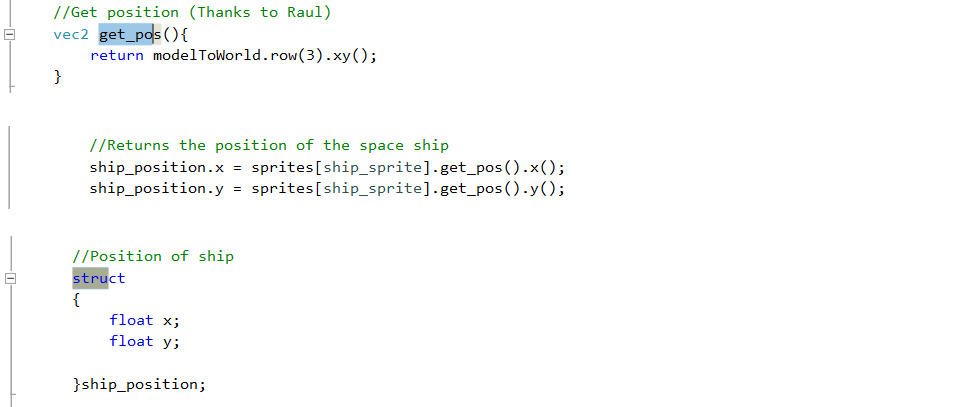 //Get position (Thanks to Raul)
vec2 get_pos(){
return modelToWorld.row(3).xy();
}
//Returns the position of the space ship
ship_position.x = sprites[ship_sprite].get_pos().x();
ship_position.y = sprites[ship_sprite].get_pos().y();
//Position of ship
struct
{
float x;
float y;
}ship_position;